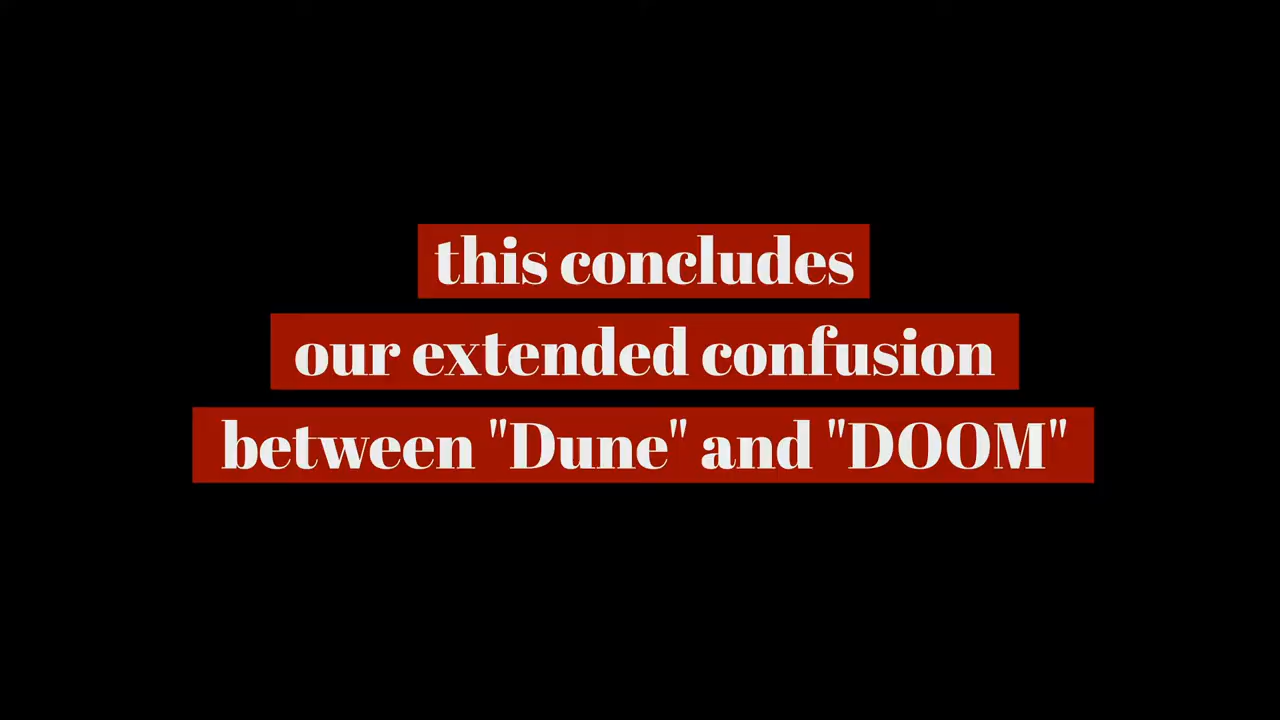 this concludes
our extended confusion
between "Dune" and "DOOM"